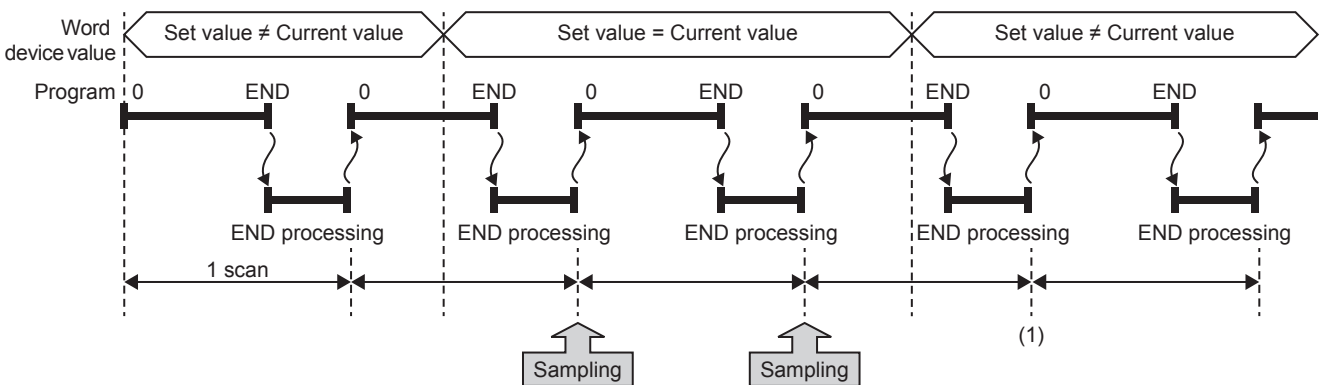 Word
device value
Set value ≠ Current value
Set value = Current value
Set value ≠ Current value
Program
0
END
0
END
0
END
0
END
0
END
END processing
END processing
END processing
END processing
END processing
1 scan
(1)
Sampling
Sampling